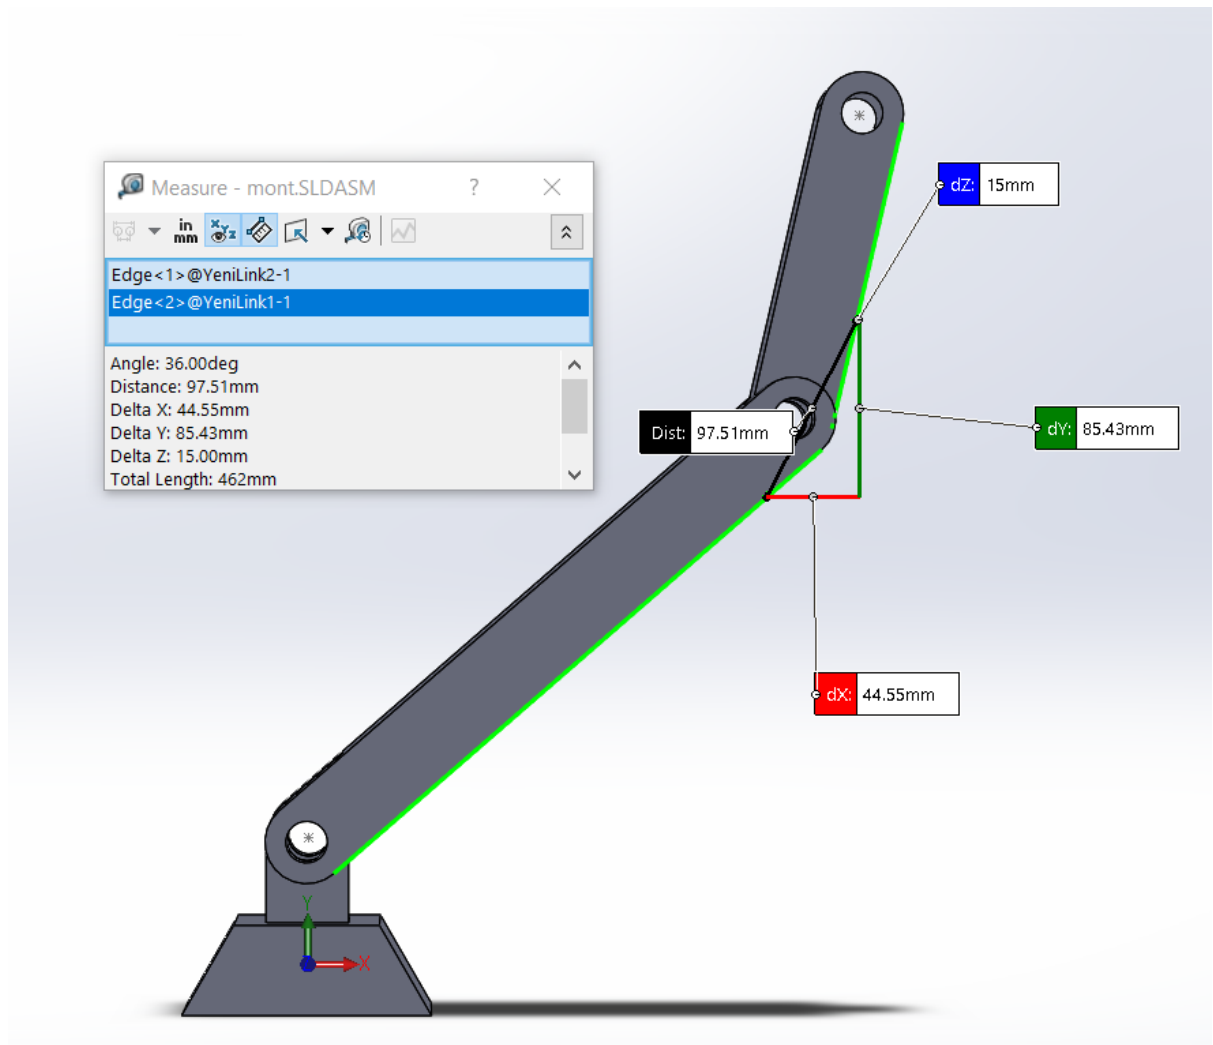 Measure - mont.SLDASM
?
in
mm
XYZ
Edge<1>@YeniLink2-1
Edge<2>@YeniLink1-1
Angle: 36.00deg
Distance: 97.51mm
Delta X: 44.55mm
Delta Y: 85.43mm
Delta Z: 15.00mm
Total Length: 462mm
dZ: 15mm
Dist: 97.51mm
dY: 85.43mm
dX: 44.55mm
Y
X